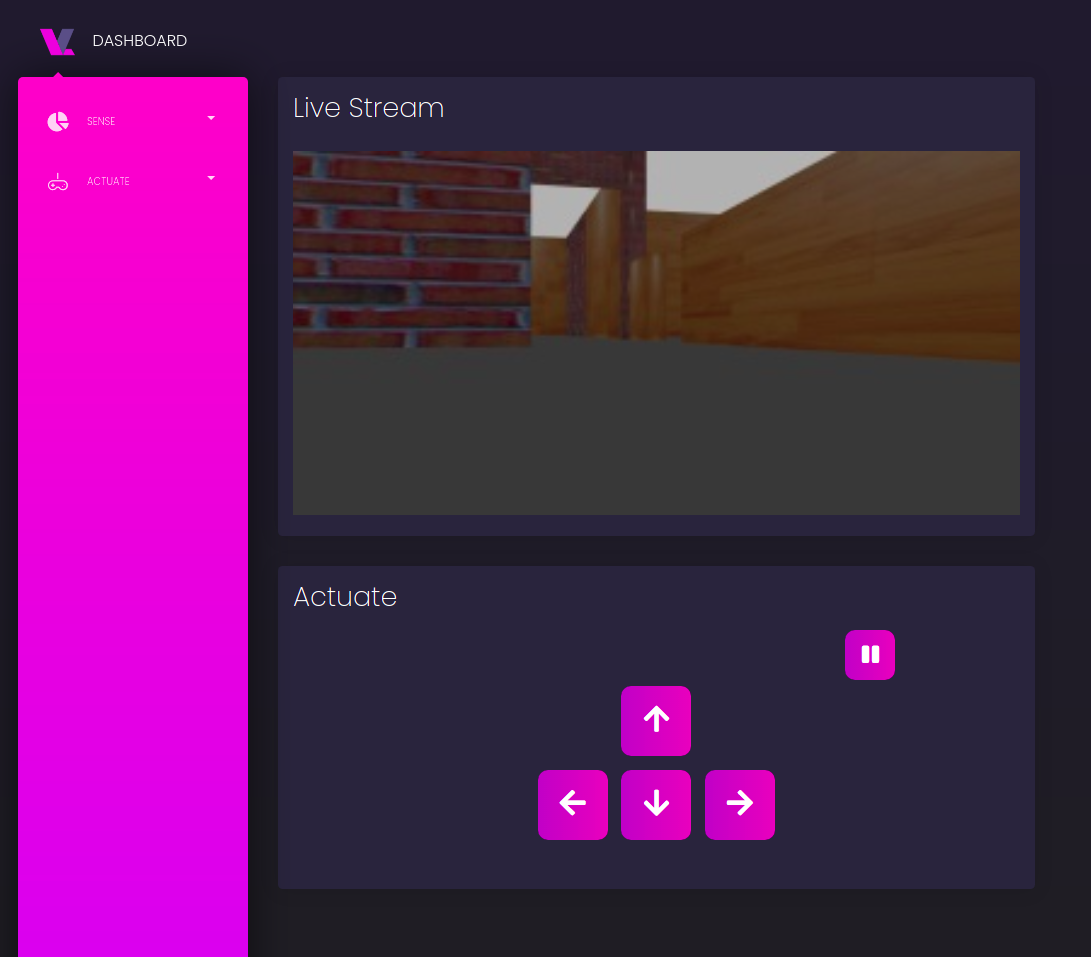 DASHBOARD
SENSE
ACTUATE
Live Stream
Actuate